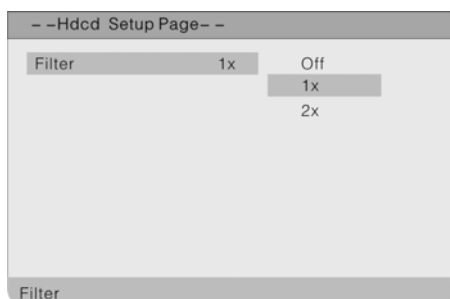 --Hdcd Setup Page--
Filter 1x Off
1x
2x
Filter